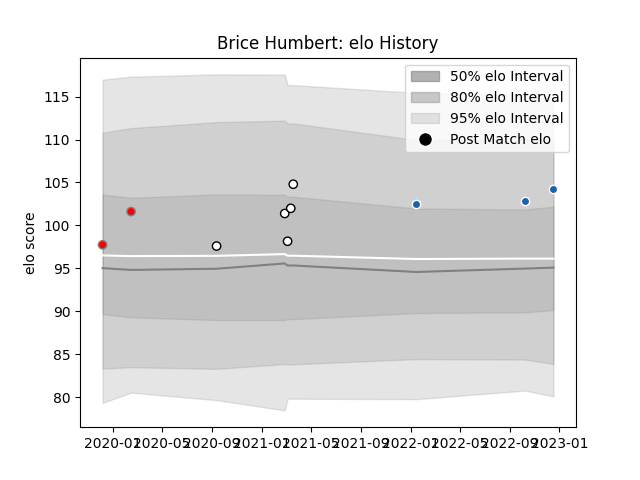 Brice Humbert: elo History
50% elo Interval
80% elo Interval
95% elo Interval
Post Match elo
elo score
115
110
105
100
95
90
85
80
2020-01 2020-05 2020-09 2021-01 2021-05 2021-09 2022-01 2022-05 2022-09 2023-01